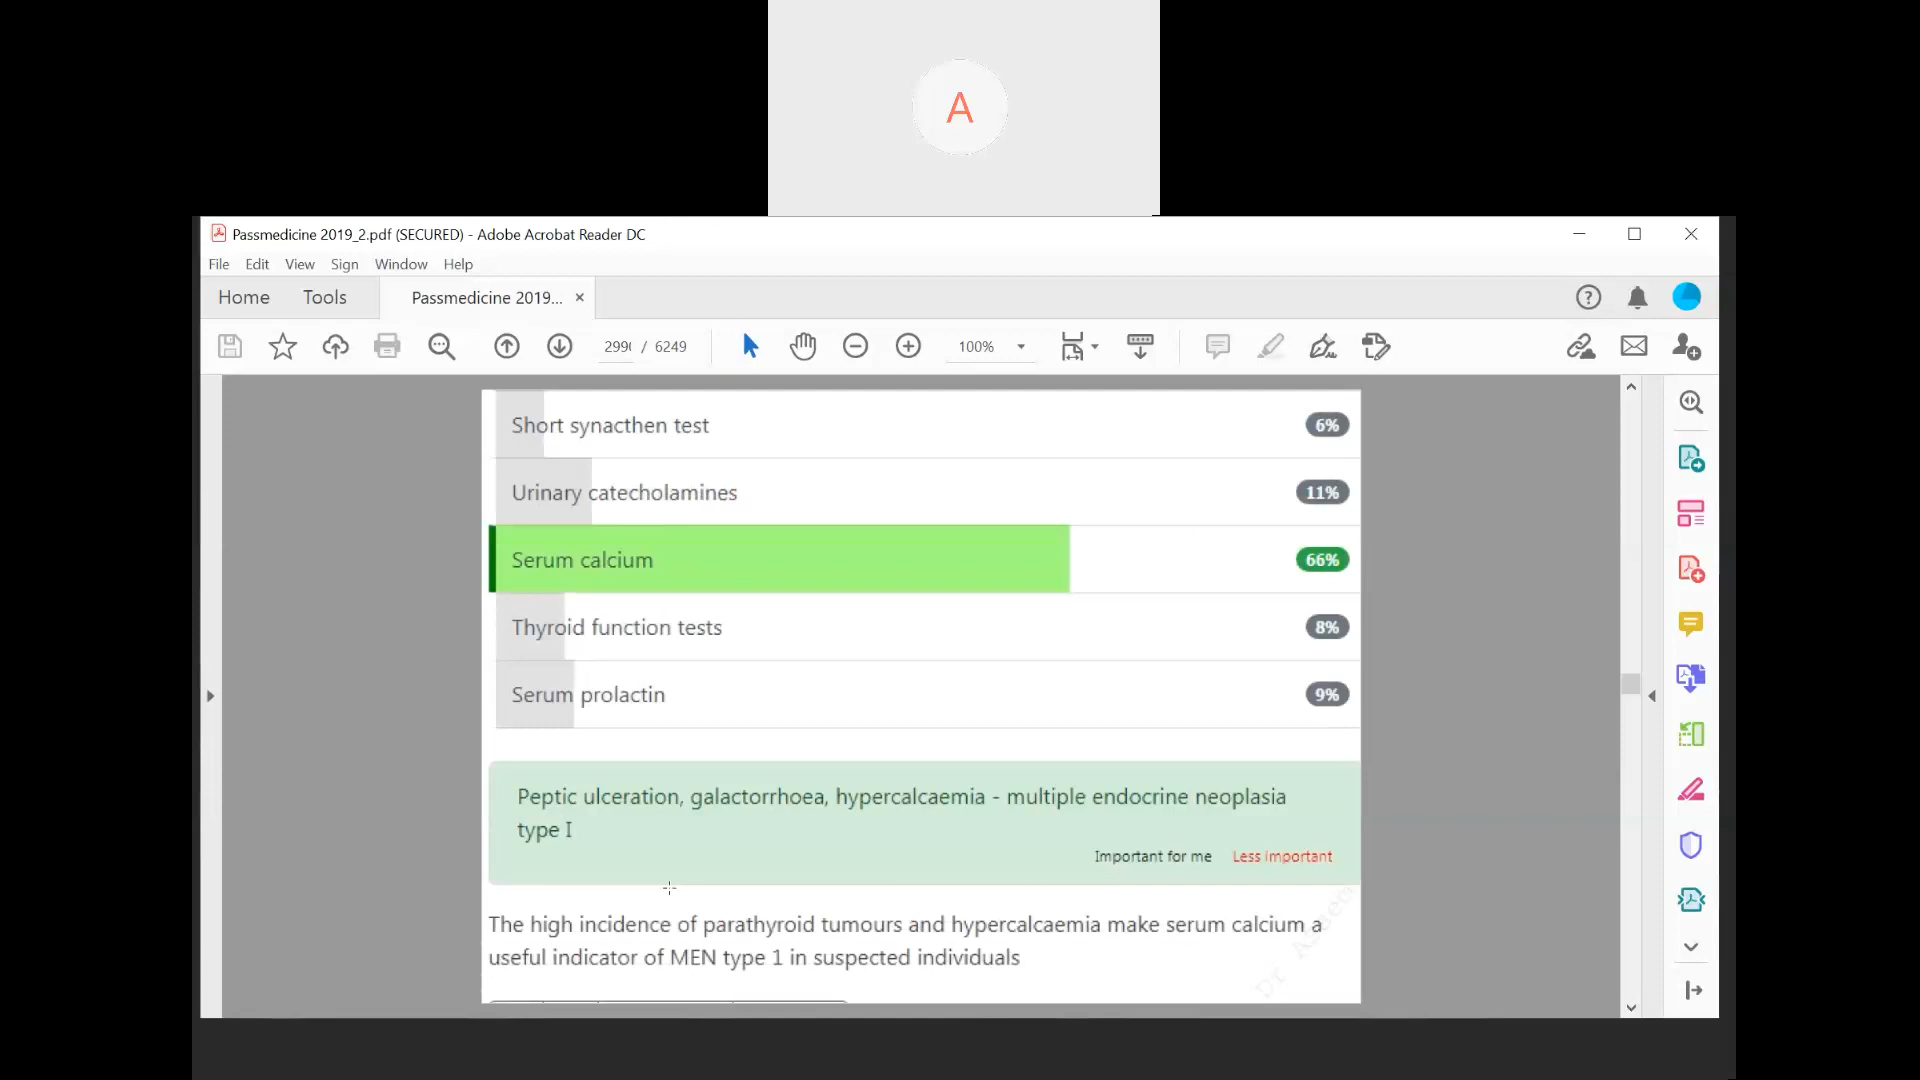 A
Passmedicine 2019_2.pdf (SECURED) - Adobe Acrobat Reader DC
File Edit View Sign Window Help
Home Tools Passmedicine 2019... ×
/ 6249 100%
Short synacthen test 6%
Urinary catecholamines 11%
Serum calcium 66%
Thyroid function tests 8%
Serum prolactin 9%
Peptic ulceration, galactorrhoea, hypercalcaemia - multiple endocrine neoplasia
type I
Important for me Less important
The high incidence of parathyroid tumours and hypercalcaemia make serum calcium a
useful indicator of MEN type 1 in suspected individuals